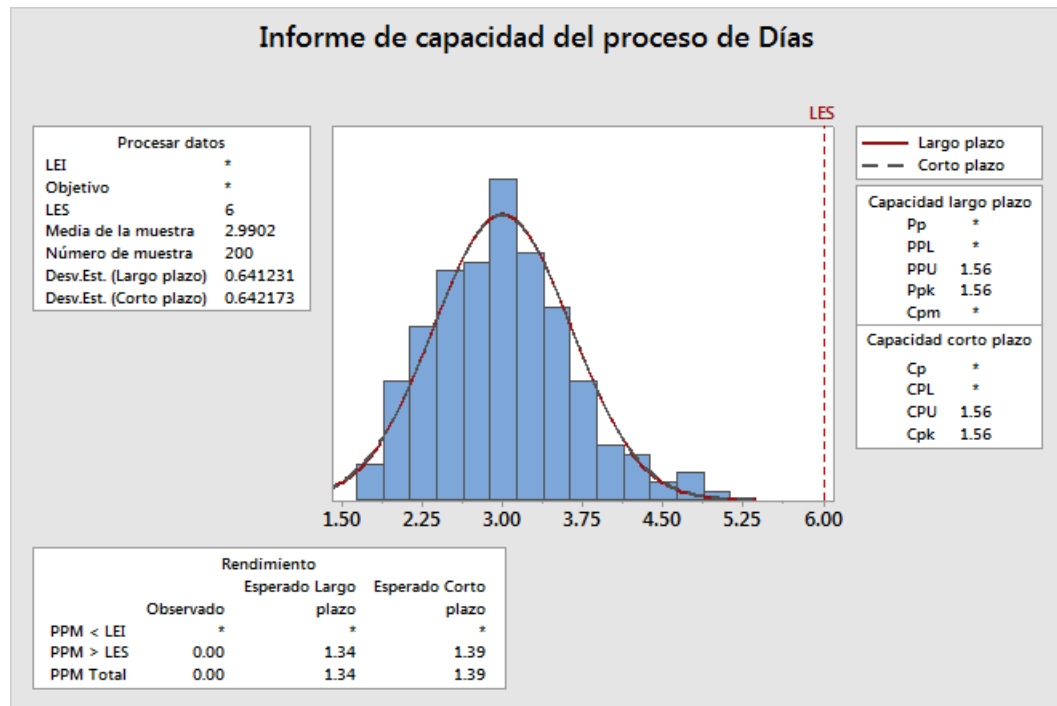 Informe de capacidad del proceso de Días
LES
Procesar datos
LEI *
Objetivo *
LES 6
Media de la muestra 2.9902
Número de muestra 200
Desv.Est. (Largo plazo) 0.641231
Desv.Est. (Corto plazo) 0.642173
Largo plazo
Corto plazo
Capacidad largo plazo
Pp *
PPL *
PPU 1.56
Ppk 1.56
Cpm *
Capacidad corto plazo
Cp *
CPL *
CPU 1.56
Cpk 1.56
1.50 2.25 3.00 3.75 4.50 5.25 6.00
Rendimiento
Esperado Largo Esperado Corto
Observado plazo plazo
PPM < LEI * * *
PPM > LES 0.00 1.34 1.39
PPM Total 0.00 1.34 1.39